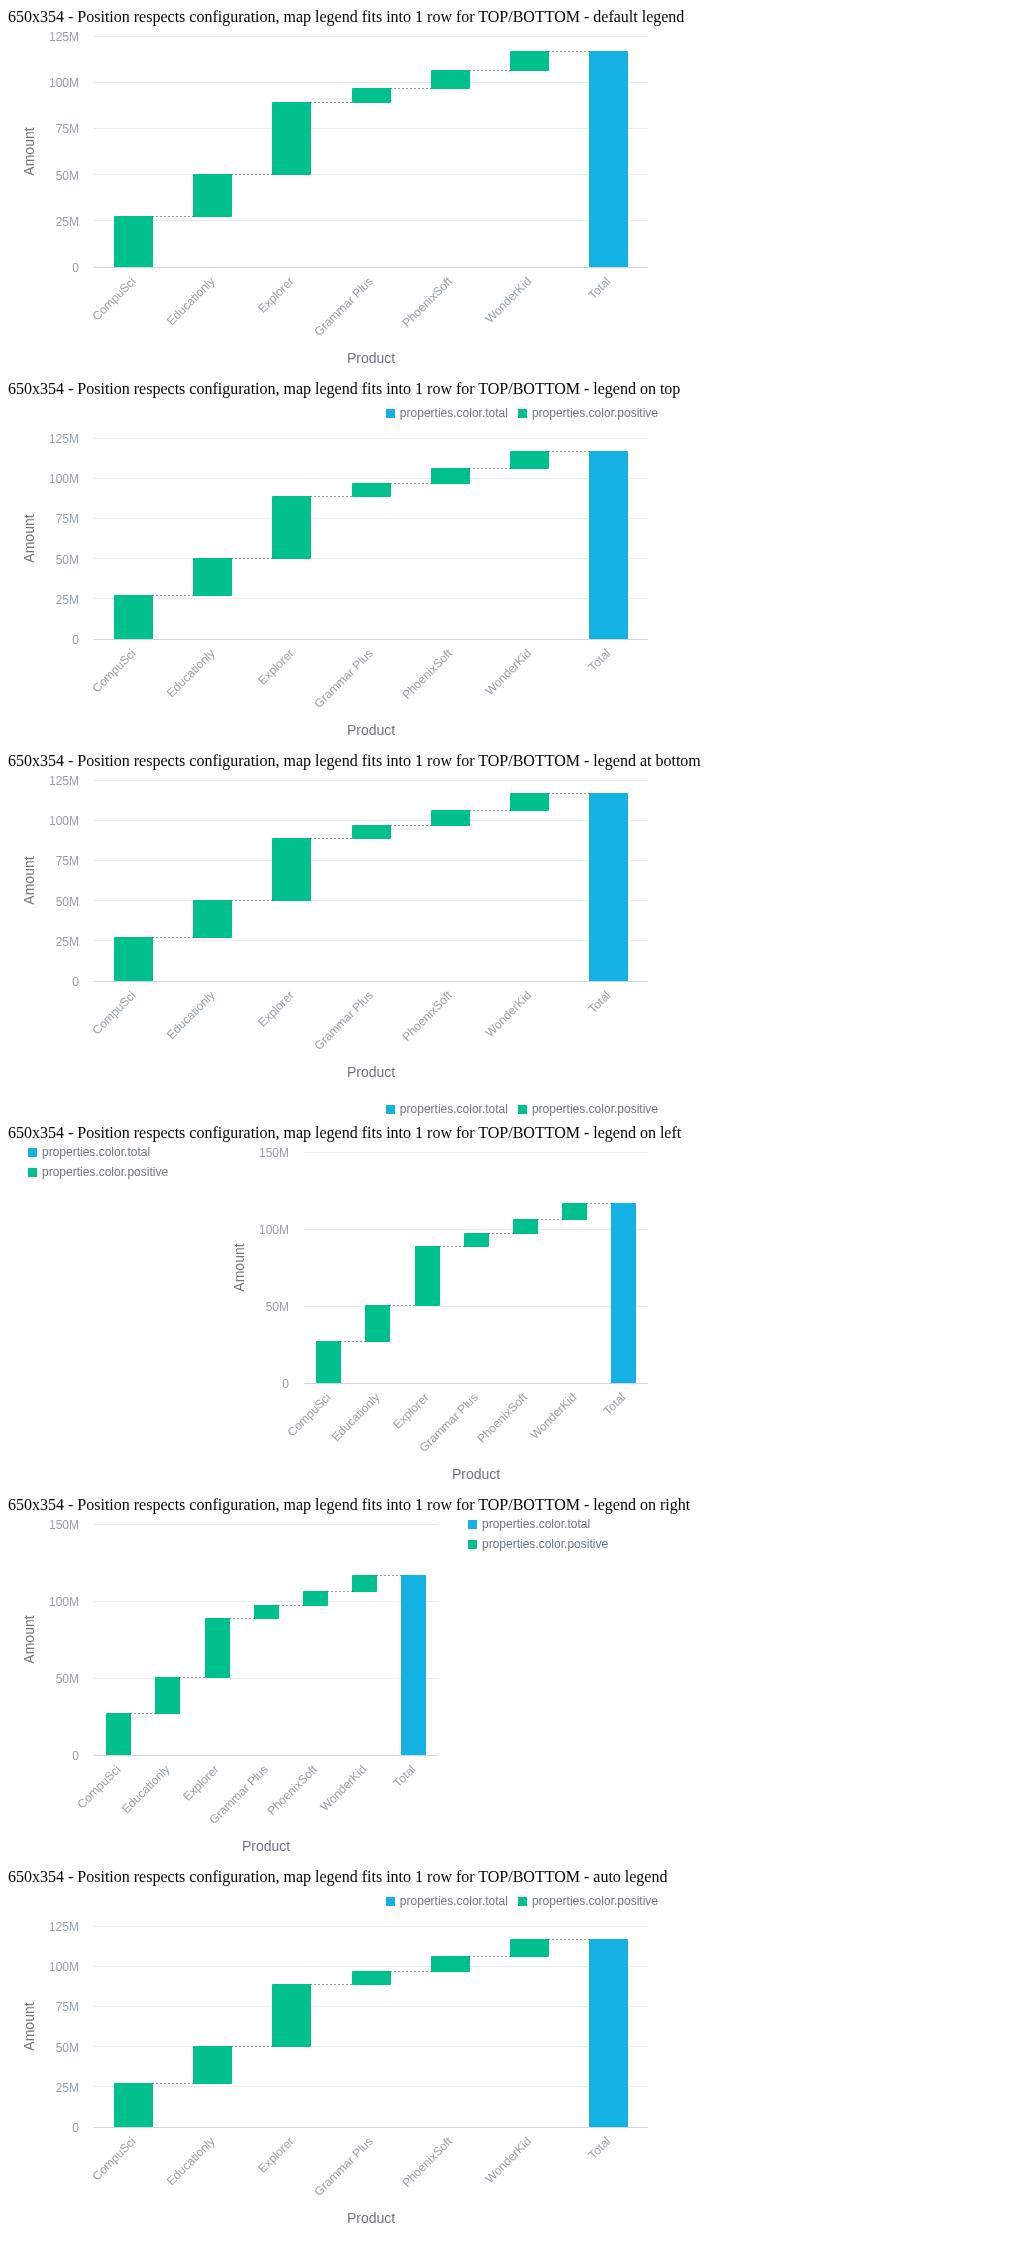 650x354 - Position respects configuration, map legend fits into 1 row for TOP/BOTTOM - default legend
125M
100M
75M
50M
25M
0
Amount
CompuSci
Educationly
Explorer
Grammar Plus
PhoenixSoft
WonderKid
Total
Product
650x354 - Position respects configuration, map legend fits into 1 row for TOP/BOTTOM - legend on top
properties.color.total properties.color.positive
125M
100M
75M
50M
25M
0
Amount
CompuSci
Educationly
Explorer
Grammar Plus
PhoenixSoft
WonderKid
Total
Product
650x354 - Position respects configuration, map legend fits into 1 row for TOP/BOTTOM - legend at bottom
125M
100M
75M
50M
25M
0
Amount
CompuSci
Educationly
Explorer
Grammar Plus
PhoenixSoft
WonderKid
Total
Product
properties.color.total properties.color.positive
650x354 - Position respects configuration, map legend fits into 1 row for TOP/BOTTOM - legend on left
properties.color.total
properties.color.positive
150M
100M
50M
0
Amount
CompuSci
Educationly
Explorer
Grammar Plus
PhoenixSoft
WonderKid
Total
Product
650x354 - Position respects configuration, map legend fits into 1 row for TOP/BOTTOM - legend on right
properties.color.total
properties.color.positive
150M
100M
50M
0
Amount
CompuSci
Educationly
Explorer
Grammar Plus
PhoenixSoft
WonderKid
Total
Product
650x354 - Position respects configuration, map legend fits into 1 row for TOP/BOTTOM - auto legend
properties.color.total properties.color.positive
125M
100M
75M
50M
25M
0
Amount
CompuSci
Educationly
Explorer
Grammar Plus
PhoenixSoft
WonderKid
Total
Product